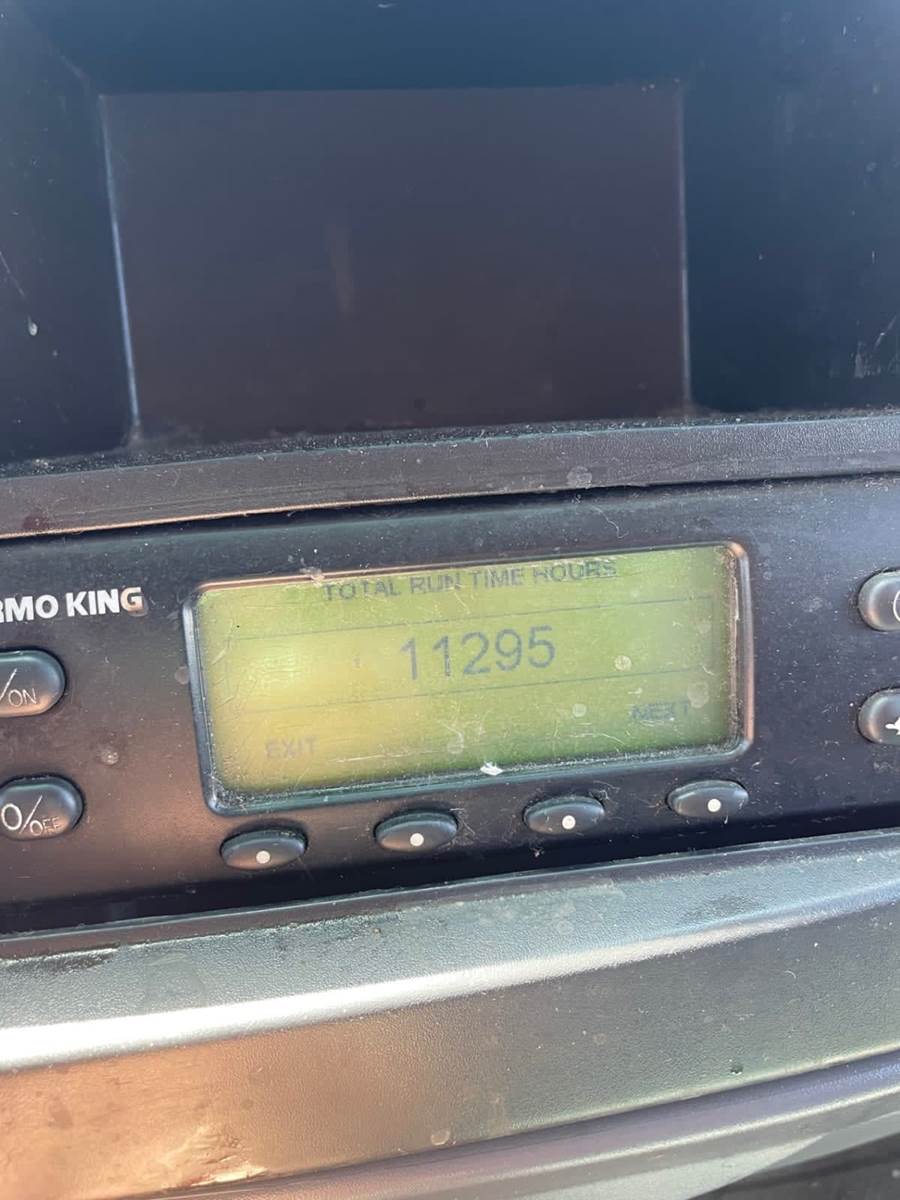 TOTAL RUN TIME HOURS
RMO KING
11295
/ON
NEXT
EXIT
O/OFF